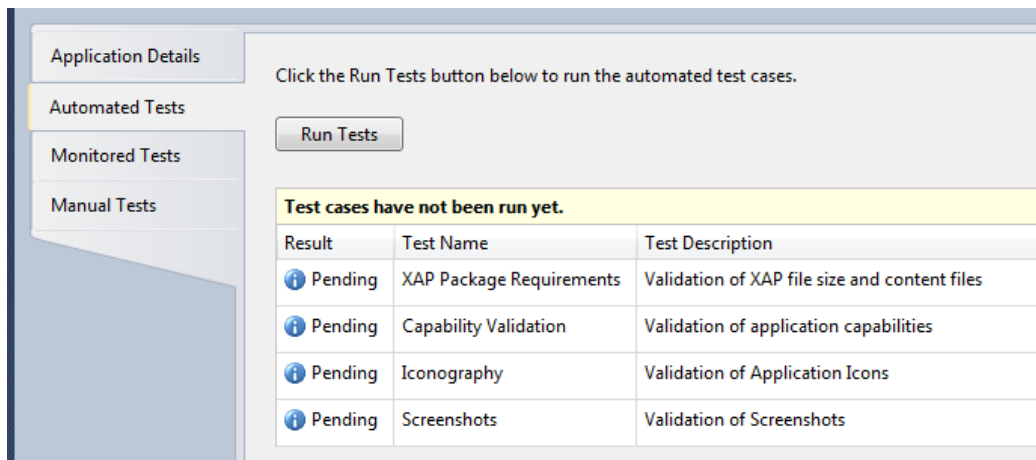 Application Details
Automated Tests
Monitored Tests
Manual Tests
Click the Run Tests button below to run the automated test cases.
Run Tests
Test cases have not been run yet.
Result Test Name Test Description
Pending XAP Package Requirements Validation of XAP file size and content files
Pending Capability Validation Validation of application capabilities
Pending Iconography Validation of Application Icons
Pending Screenshots Validation of Screenshots